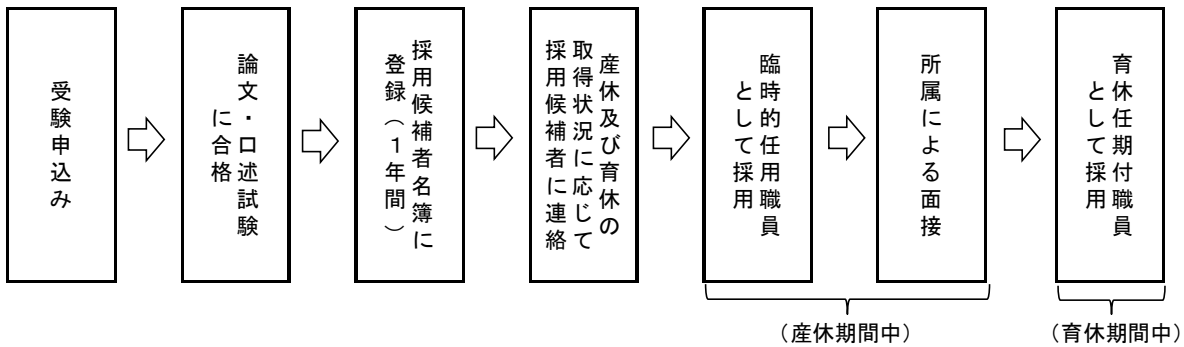 受験申込み
論文・口述試験
に合格
採用候補者名簿に
登録（1年間）
産休及び育休の
取得状況に応じて
採用候補者に連絡
臨時的任用職員
として採用
所属による面接
育休任期付職員
として採用
（産休期間中）
（育休期間中）